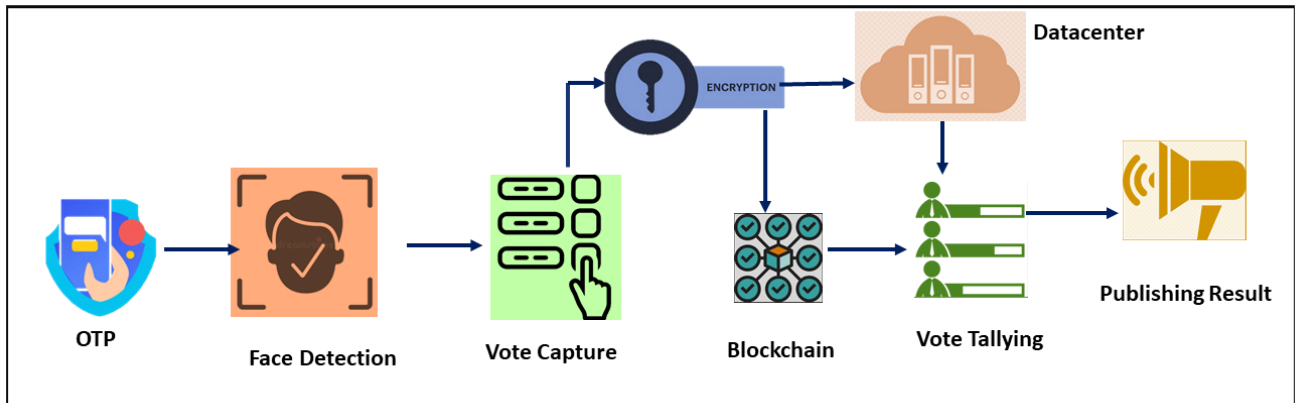 Datacenter
ENCRYPTION
OTP
Face Detection
Vote Capture
Blockchain
Vote Tallying
Publishing Result